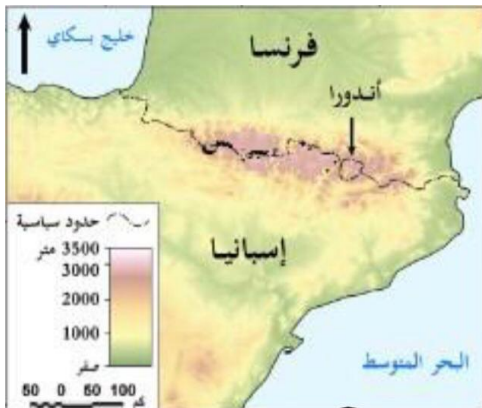 خليج بسكاي
فرنسا
أندورا
إسبانيا
حدود سياسية
3500 متر
3000
2000
1000
صفر
50 0 50 100 كم
البحر المتوسط